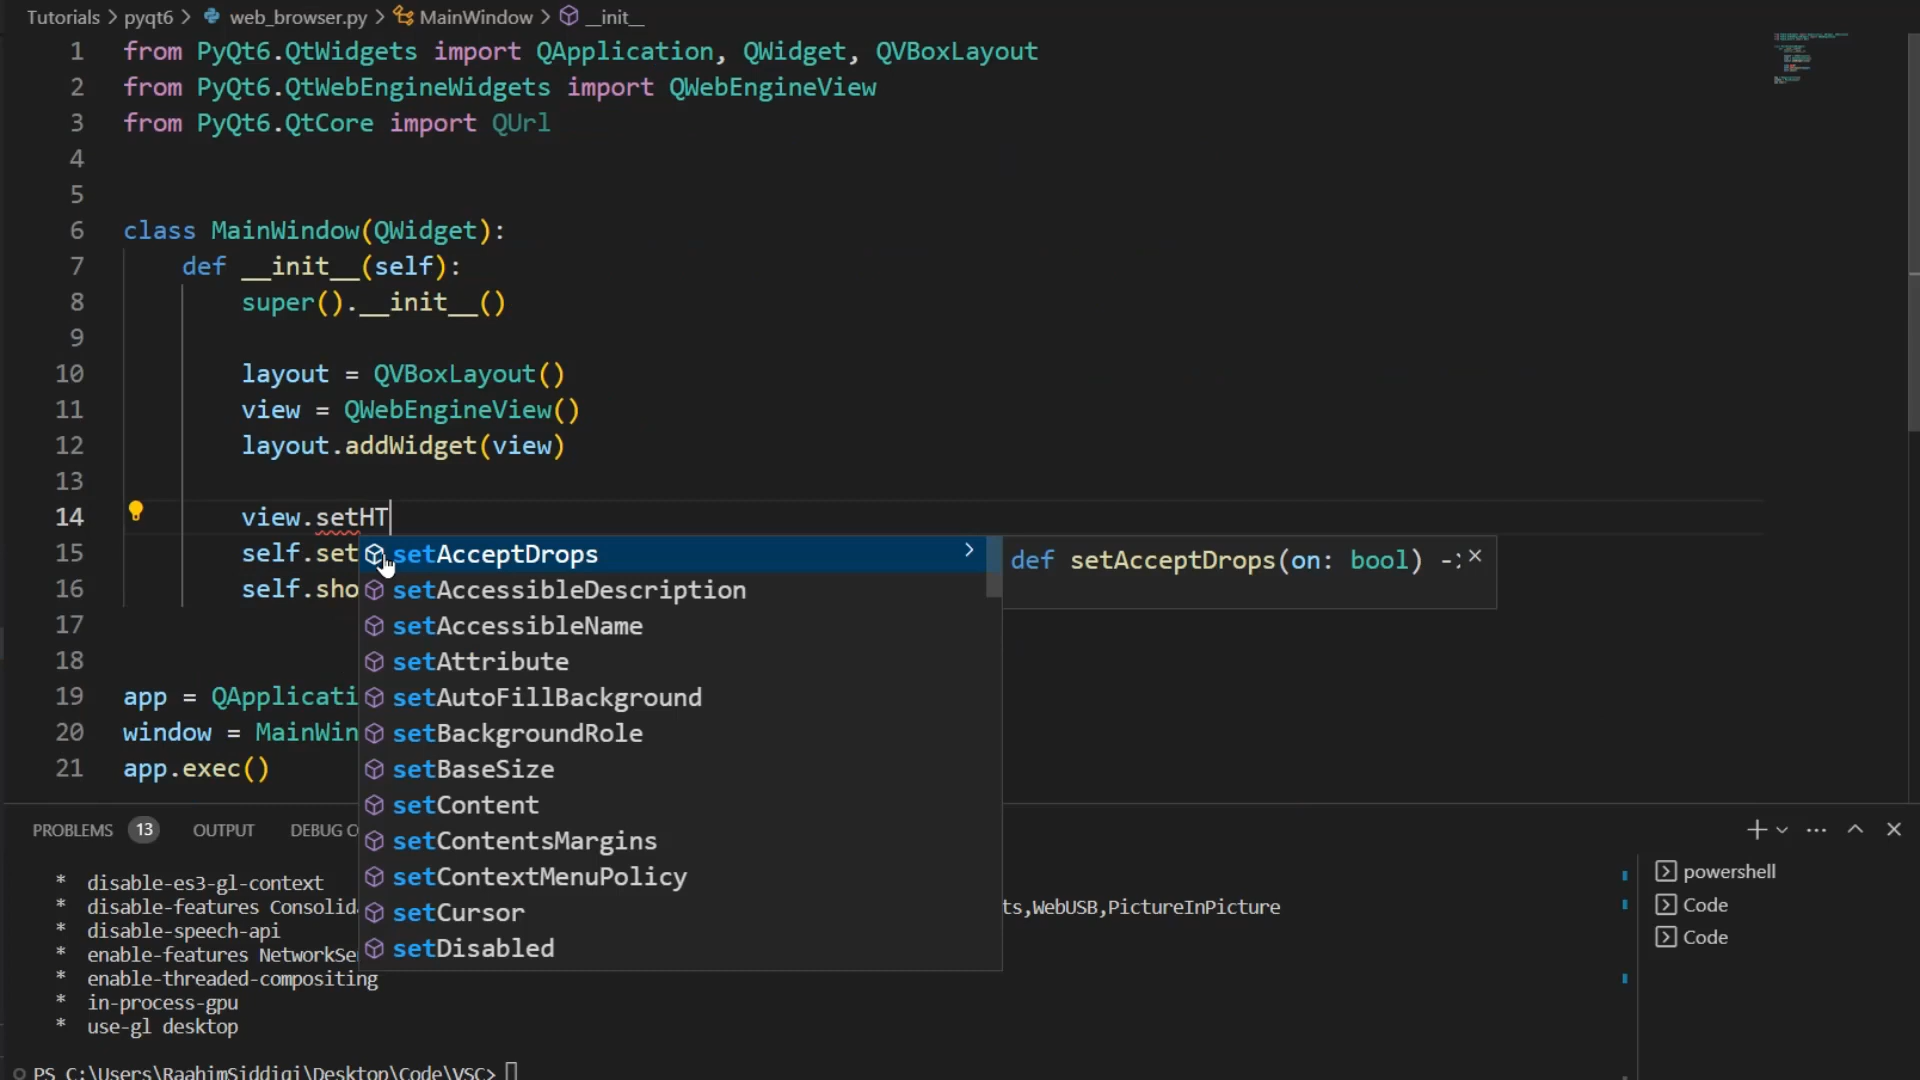 Tutorials > pyqt6 > web_browser.py > MainWindow > __init__
1 from PyQt6.QtWidgets import QApplication, QWidget, QVBoxLayout
2 from PyQt6.QtWebEngineWidgets import QWebEngineView
3 from PyQt6.QtCore import QUrl
4
5
6 class MainWindow(QWidget):
7 def __init__(self):
8 super().__init__()
9
10 layout = QVBoxLayout()
11 view = QWebEngineView()
12 layout.addWidget(view)
13
14 view.setHT
15 self.set
16 self.sho
17
18
19 app = QApplicati
20 window = MainWin
21 app.exec()
setAcceptDrops
setAccessibleDescription
setAccessibleName
setAttribute
setAutoFillBackground
setBackgroundRole
setBaseSize
setContent
setContentsMargins
setContextMenuPolicy
setCursor
setDisabled
def setAcceptDrops(on: bool) -
PROBLEMS 13 OUTPUT DEBUG C
* disable-es3-gl-context
* disable-features Consolid ts,WebUSB,PictureInPicture
* disable-speech-api
* enable-features NetworkSe
* enable-threaded-compositing
* in-process-gpu
* use-gl desktop
PS C:\Users\RaahimSiddiqi\Desktop\Code\VSC>
powershell
Code
Code